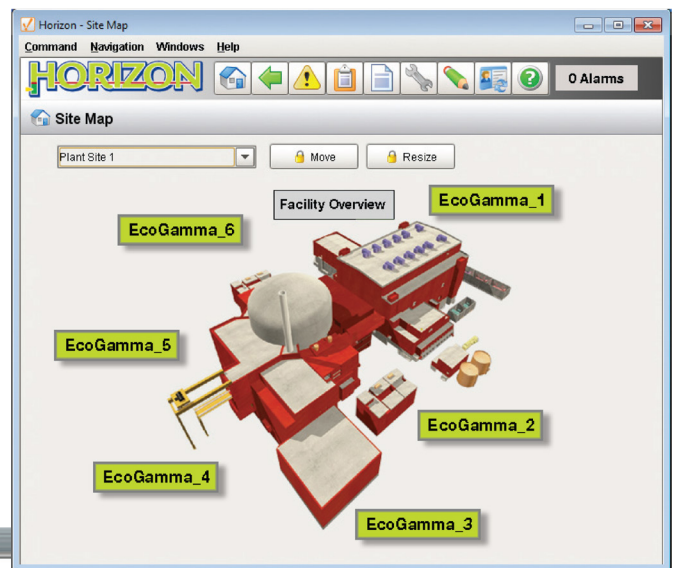 Horizon - Site Map
Command Navigation Windows Help
HORIZON
0 Alarms
Site Map
Plant Site 1
Move
Resize
Facility Overview
EcoGamma_1
EcoGamma_6
EcoGamma_5
EcoGamma_2
EcoGamma_4
EcoGamma_3